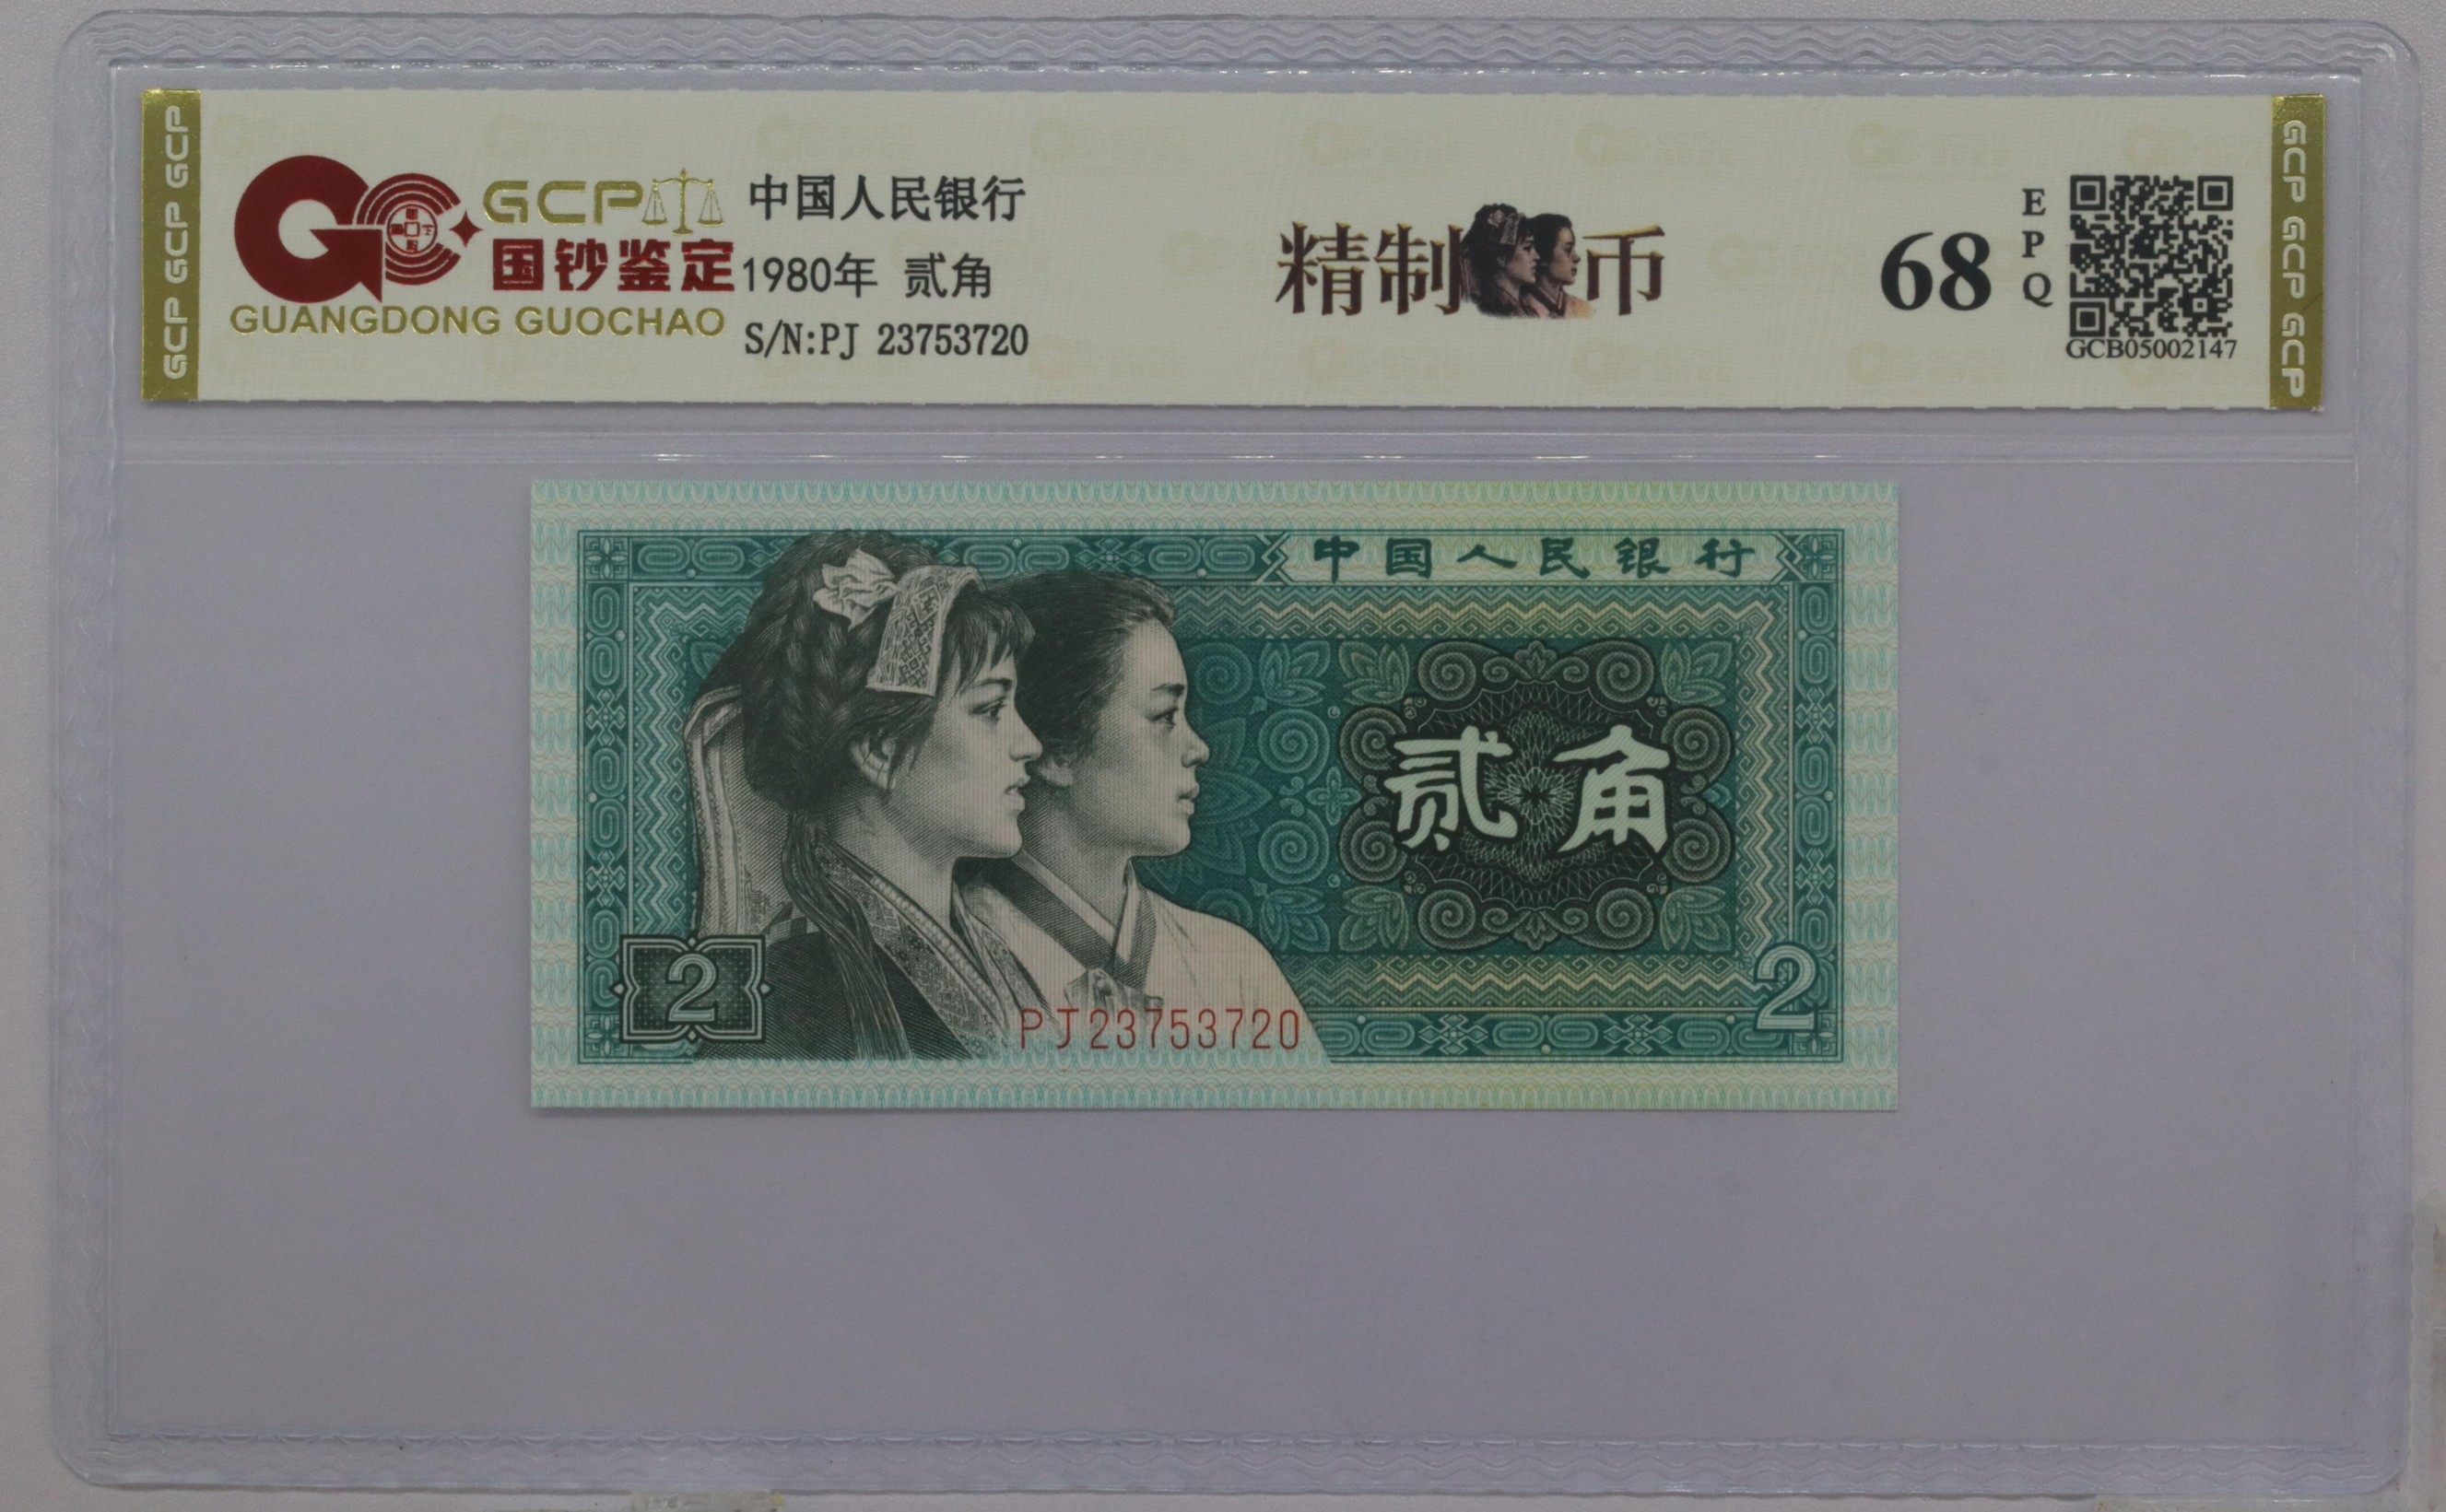 GCP GCP GCP
GCP
国钞鉴定
GUANGDONG GUOCHAO
中国人民银行
1980年 贰角
S/N:PJ 23753720
精制币
68
EPQ
GCB05002147
GCP GCP GCP
中国人民银行
贰角
2
2
PJ23753720